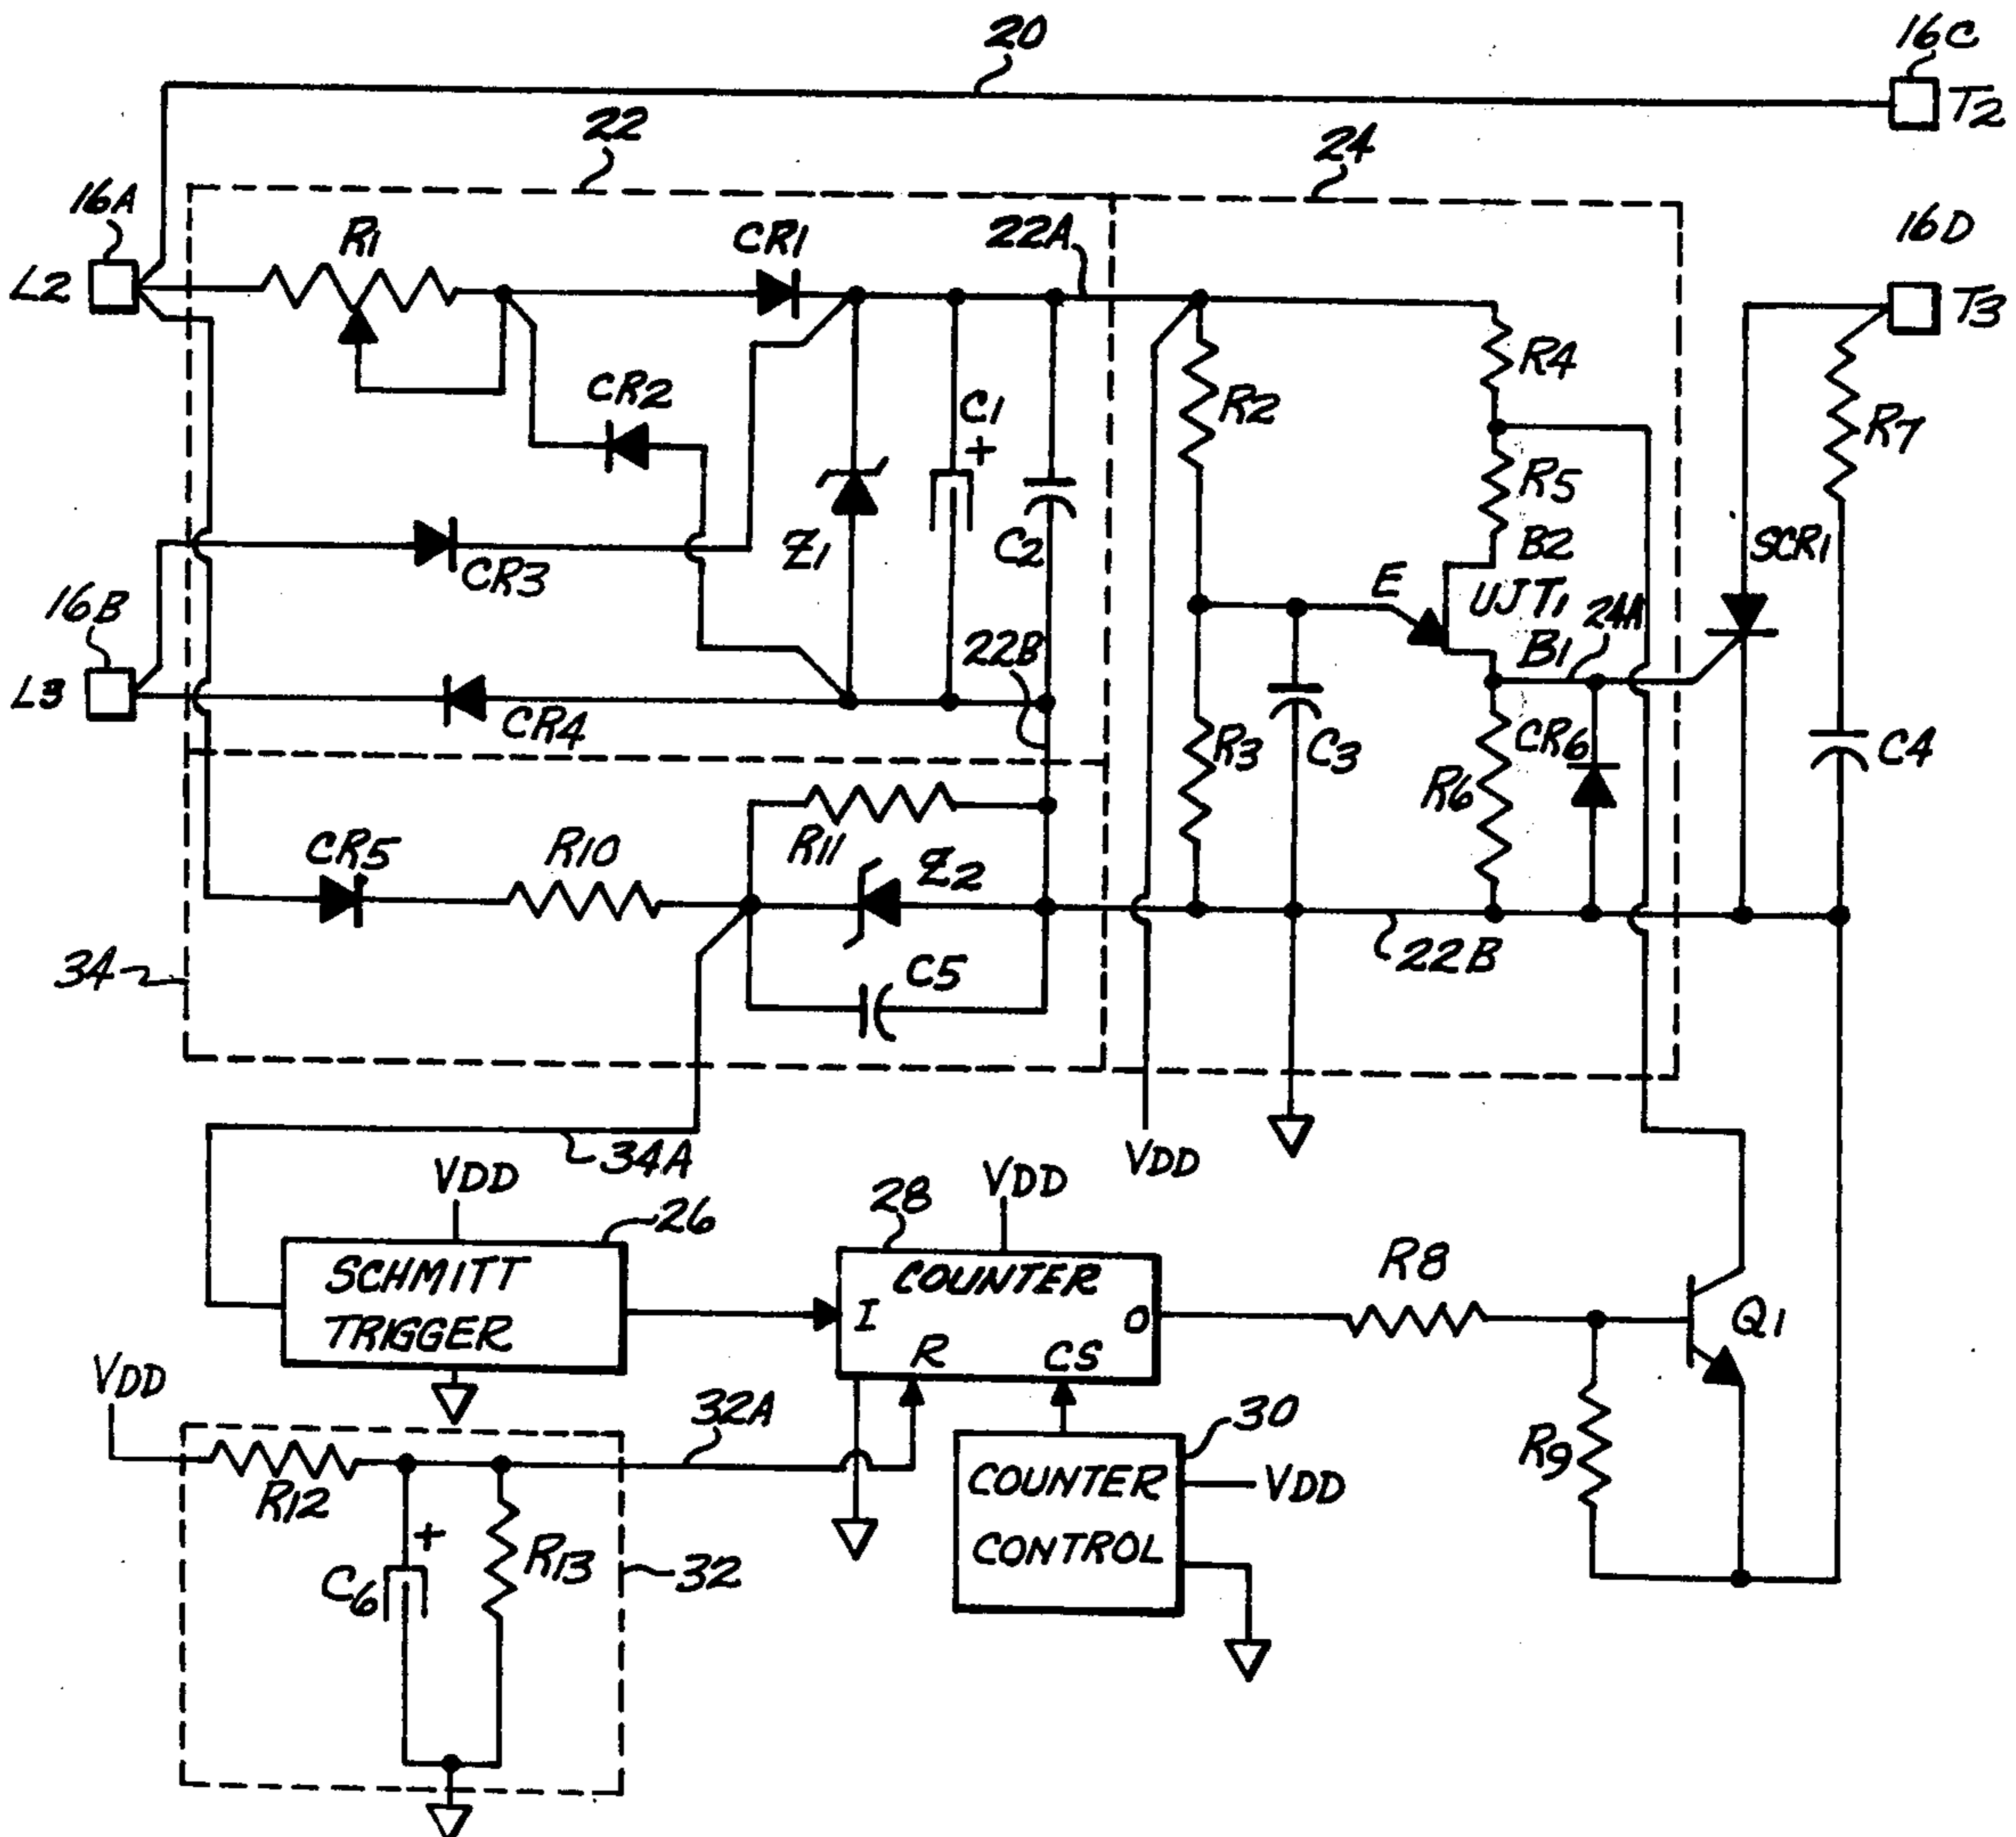 20
16C
T2
22
24
16A
R1
CR1
22A
16D
L2
T3
CR2
C1
+
R2
R4
R7
R5
CR3
Z1
C2
B2
SCR1
E
UJT1
24A
B1
16B
22B
L3
CR4
R3
C3
CR6
R6
C4
CR5
R10
R11
Z2
34
C5
22B
34A
VDD
VDD
VDD
28
26
SCHMITT
TRIGGER
COUNTER
I
O
R
CS
R8
Q1
VDD
32A
30
R12
COUNTER
CONTROL
VDD
R9
+
C6
R13
32